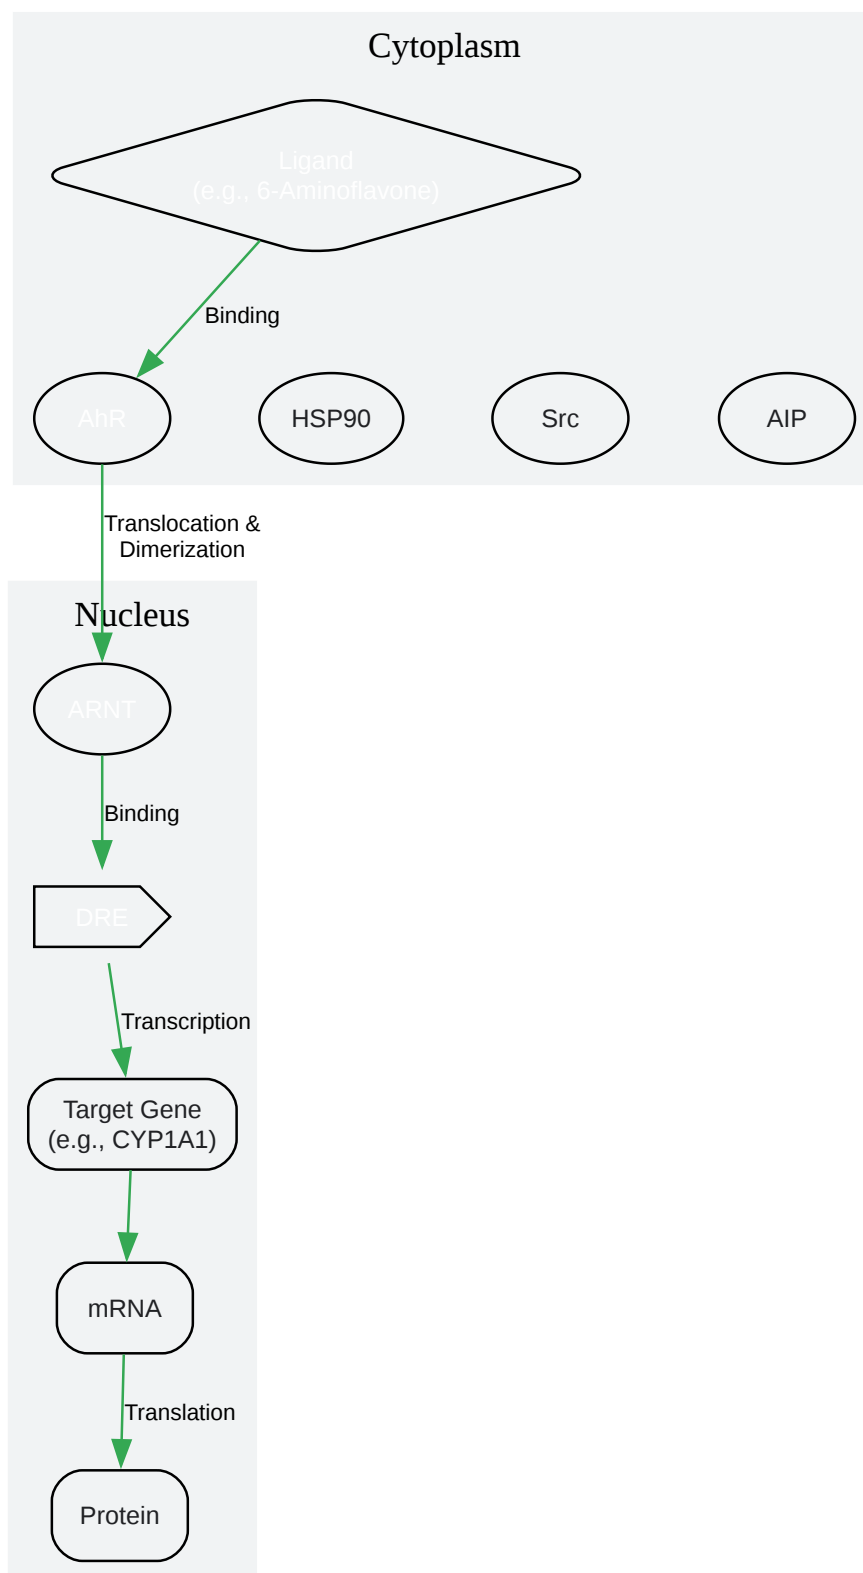 Cytoplasm
Ligand
(e.g., 6-Aminoflavone)
Binding
AhR
HSP90
Src
AIP
Translocation &
Dimerization
Nucleus
ARNT
Binding
DRE
Transcription
Target Gene
(e.g., CYP1A1)
mRNA
Translation
Protein